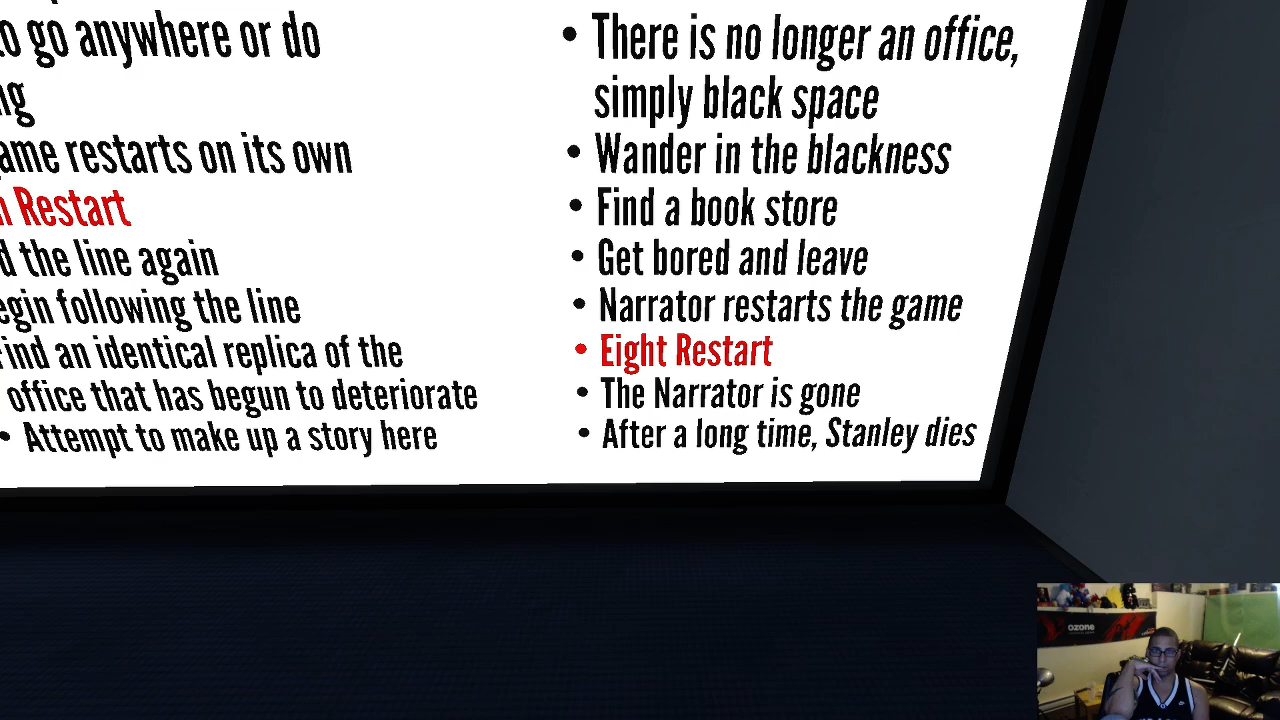 to go anywhere or do
ame restarts on its own
Restart
the line again
egin following the line
Find an identical replica of the
office that has begun to deteriorate
• Attempt to make up a story here
• There is no longer an office,
simply black space
• Wander in the blackness
• Find a book store
• Get bored and leave
• Narrator restarts the game
• Eight Restart
• The Narrator is gone
• After a long time, Stanley dies
ozone